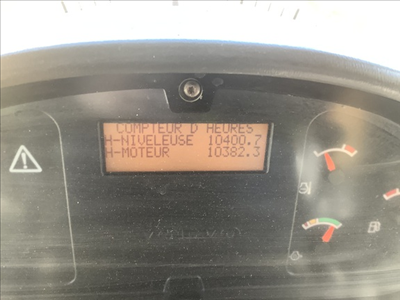 COMPTEUR D HEURES
H-NIVELEUSE 10400.7
H-MOTEUR 10382.3